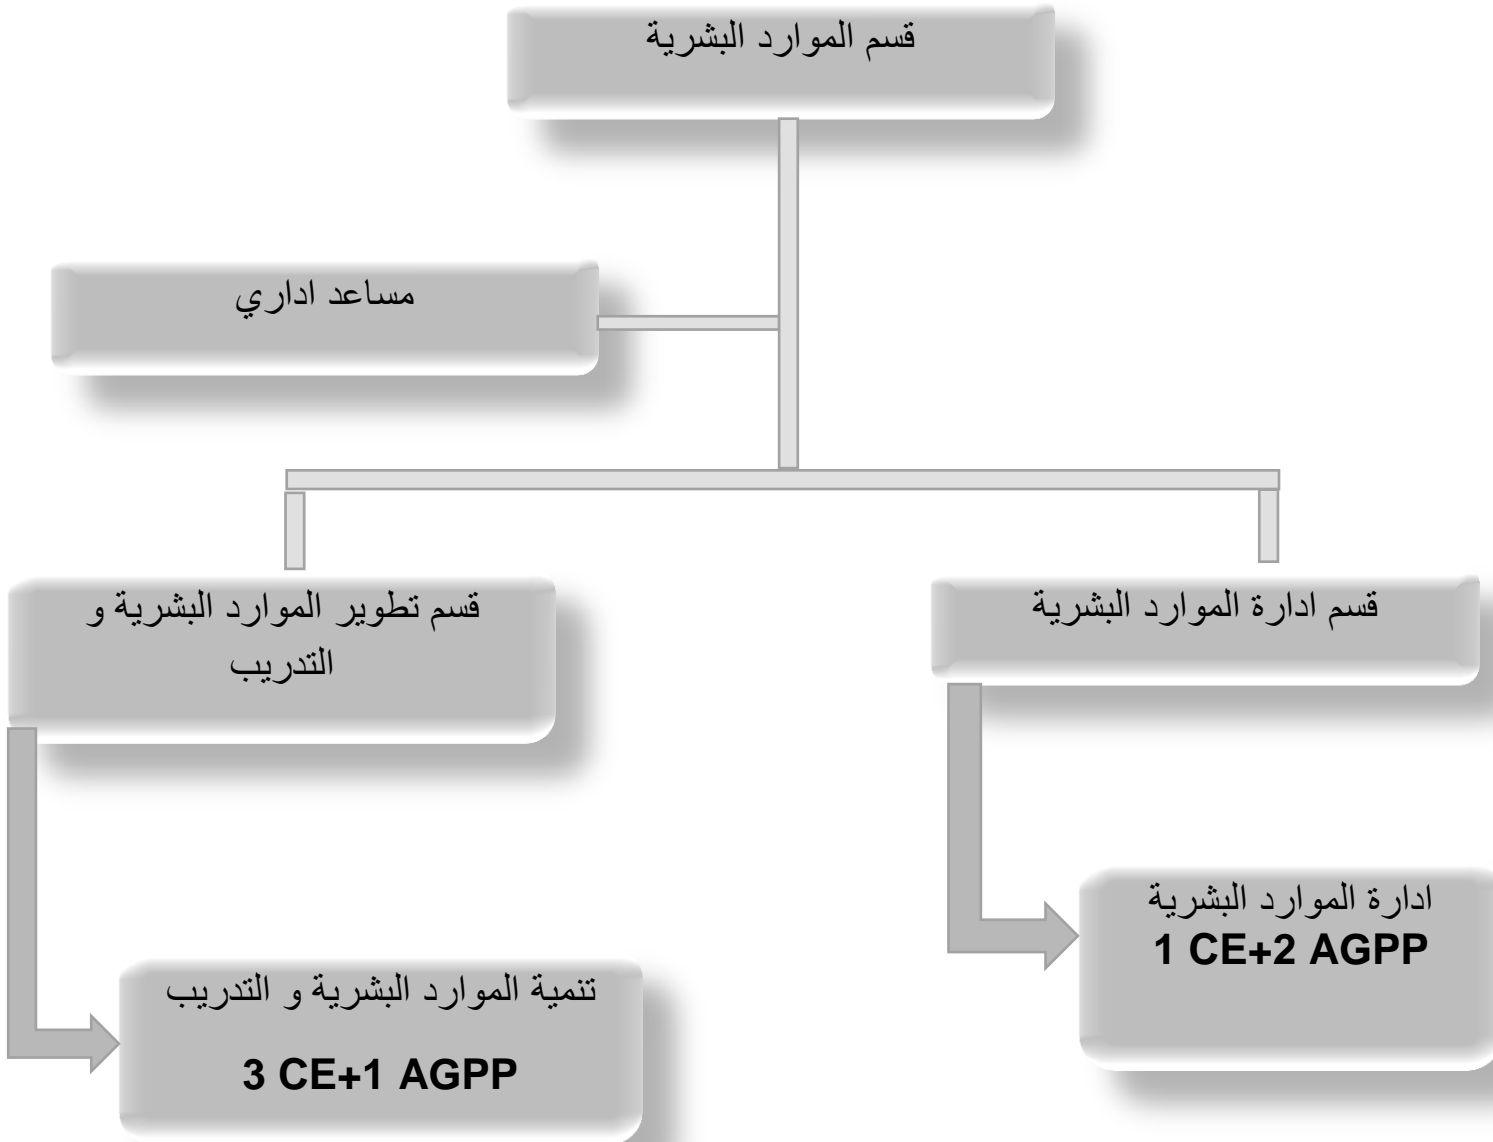 قسم الموارد البشرية
مساعد اداري
قسم ادارة الموارد البشرية
قسم تطوير الموارد البشرية و
التدريب
ادارة الموارد البشرية
1 CE+2 AGPP
تنمية الموارد البشرية و التدريب
3 CE+1 AGPP